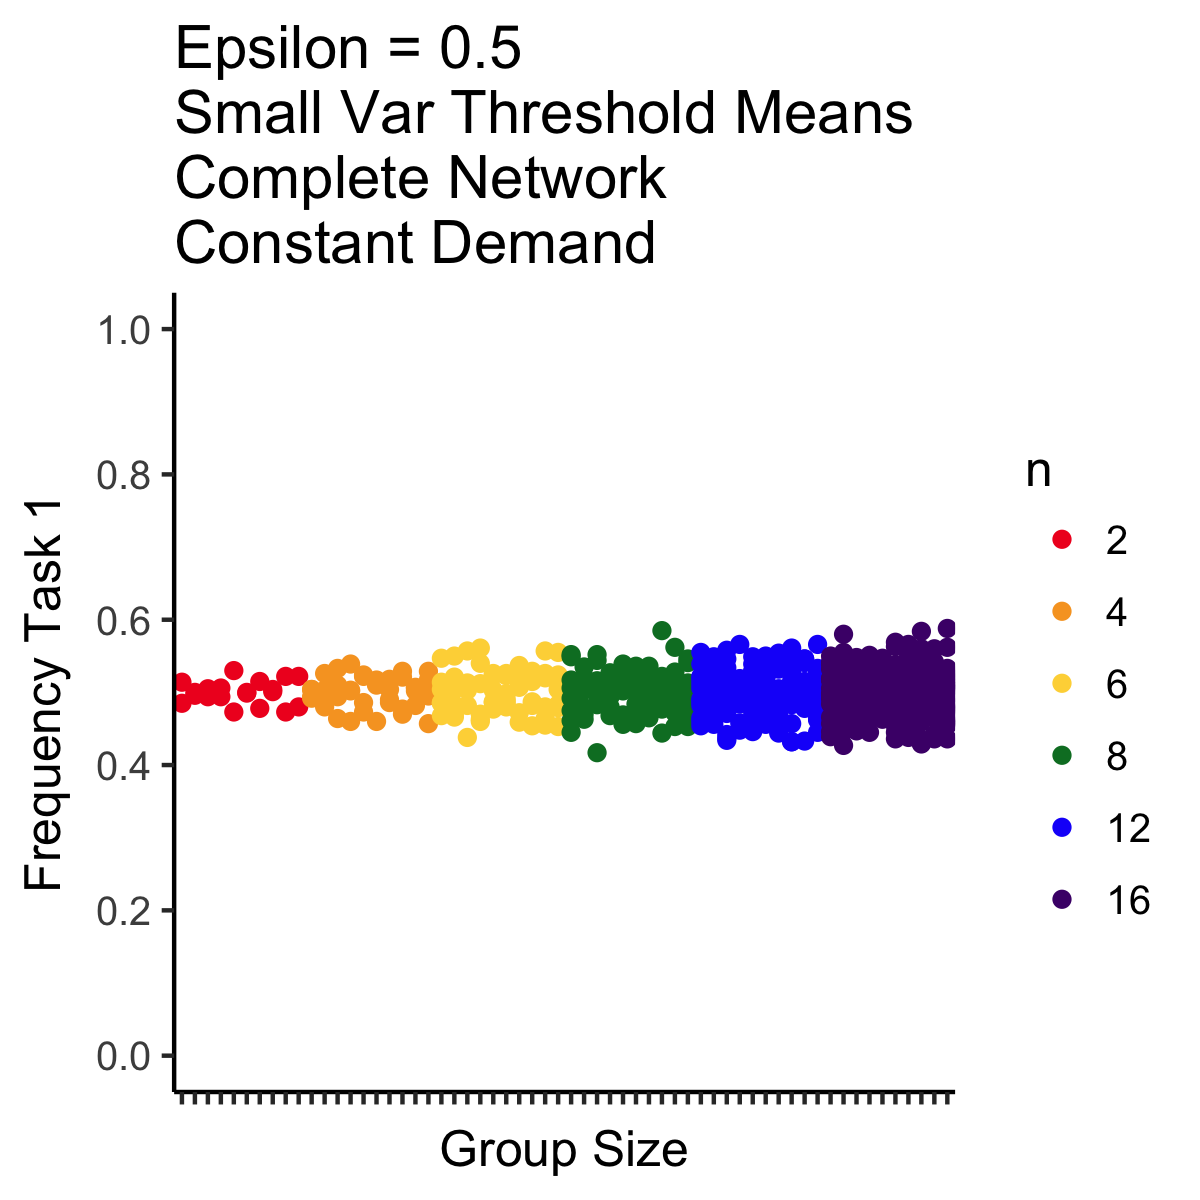 Epsilon = 0.5
Small Var Threshold Means
Complete Network
Constant Demand
1.0
0.8
0.6
0.4
0.2
0.0
Frequency Task 1
Group Size
n
2
4
6
8
12
16